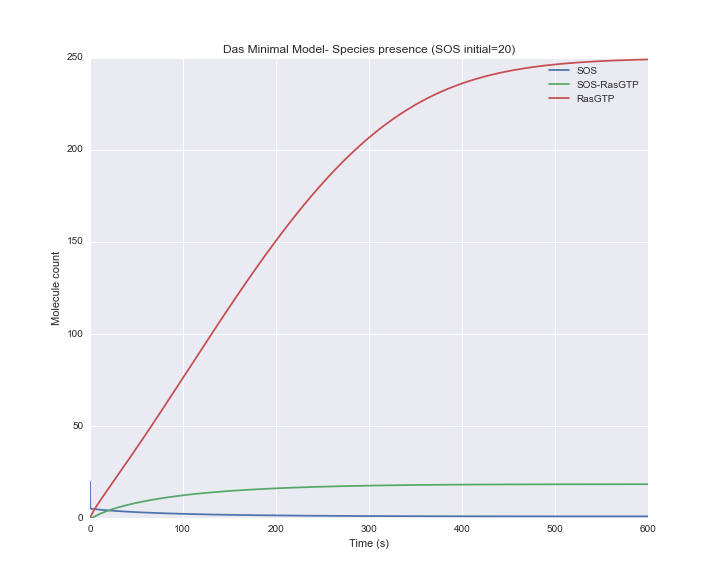 Das Minimal Model- Species presence (SOS initial=20)
SOS
SOS-RasGTP
RasGTP
Molecule count
250
200
150
100
50
0
0 100 200 300 400 500 600
Time (s)